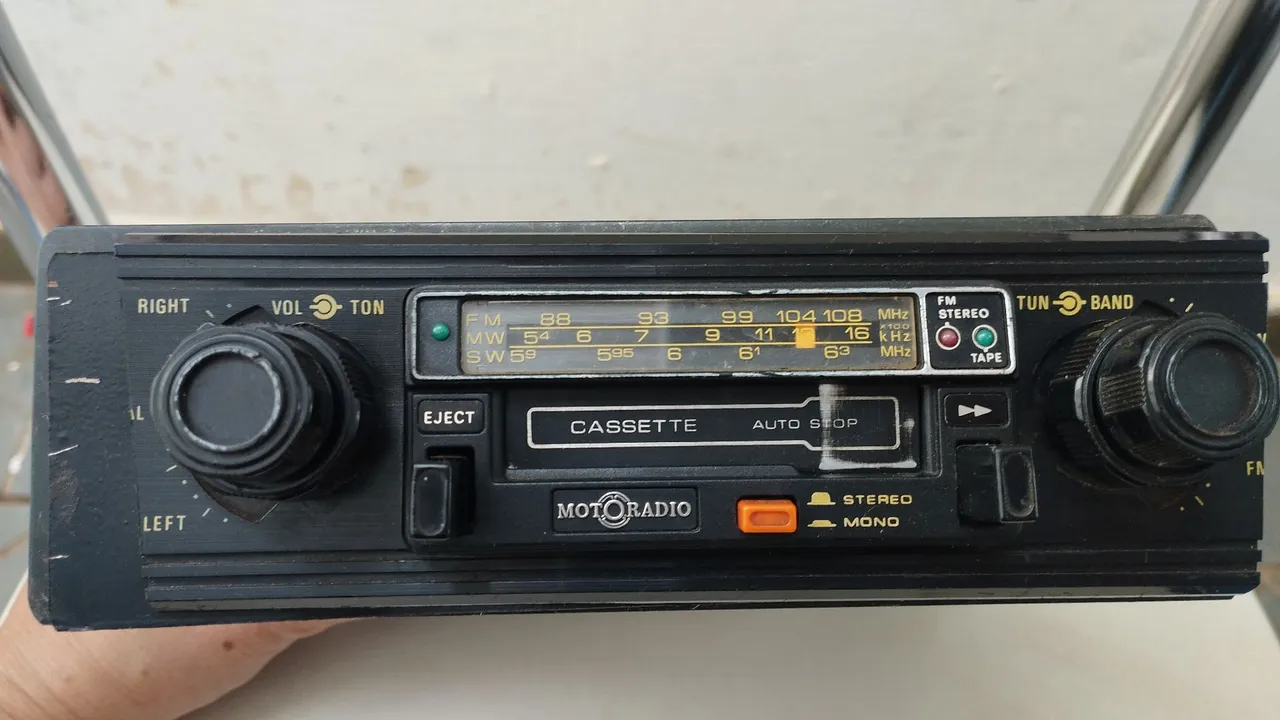 RIGHT
VOL TON
LEFT
FM 88 93 99 104 108 MHz
MW 5⁴ 6 7 9 11 16 x100 kHz
SW 5⁹ 5⁹⁵ 6 6¹ 6³ MHz
FM
STEREO
TAPE
TUN BAND
EJECT
CASSETTE AUTO STOP
MOTORADIO
STEREO
MONO